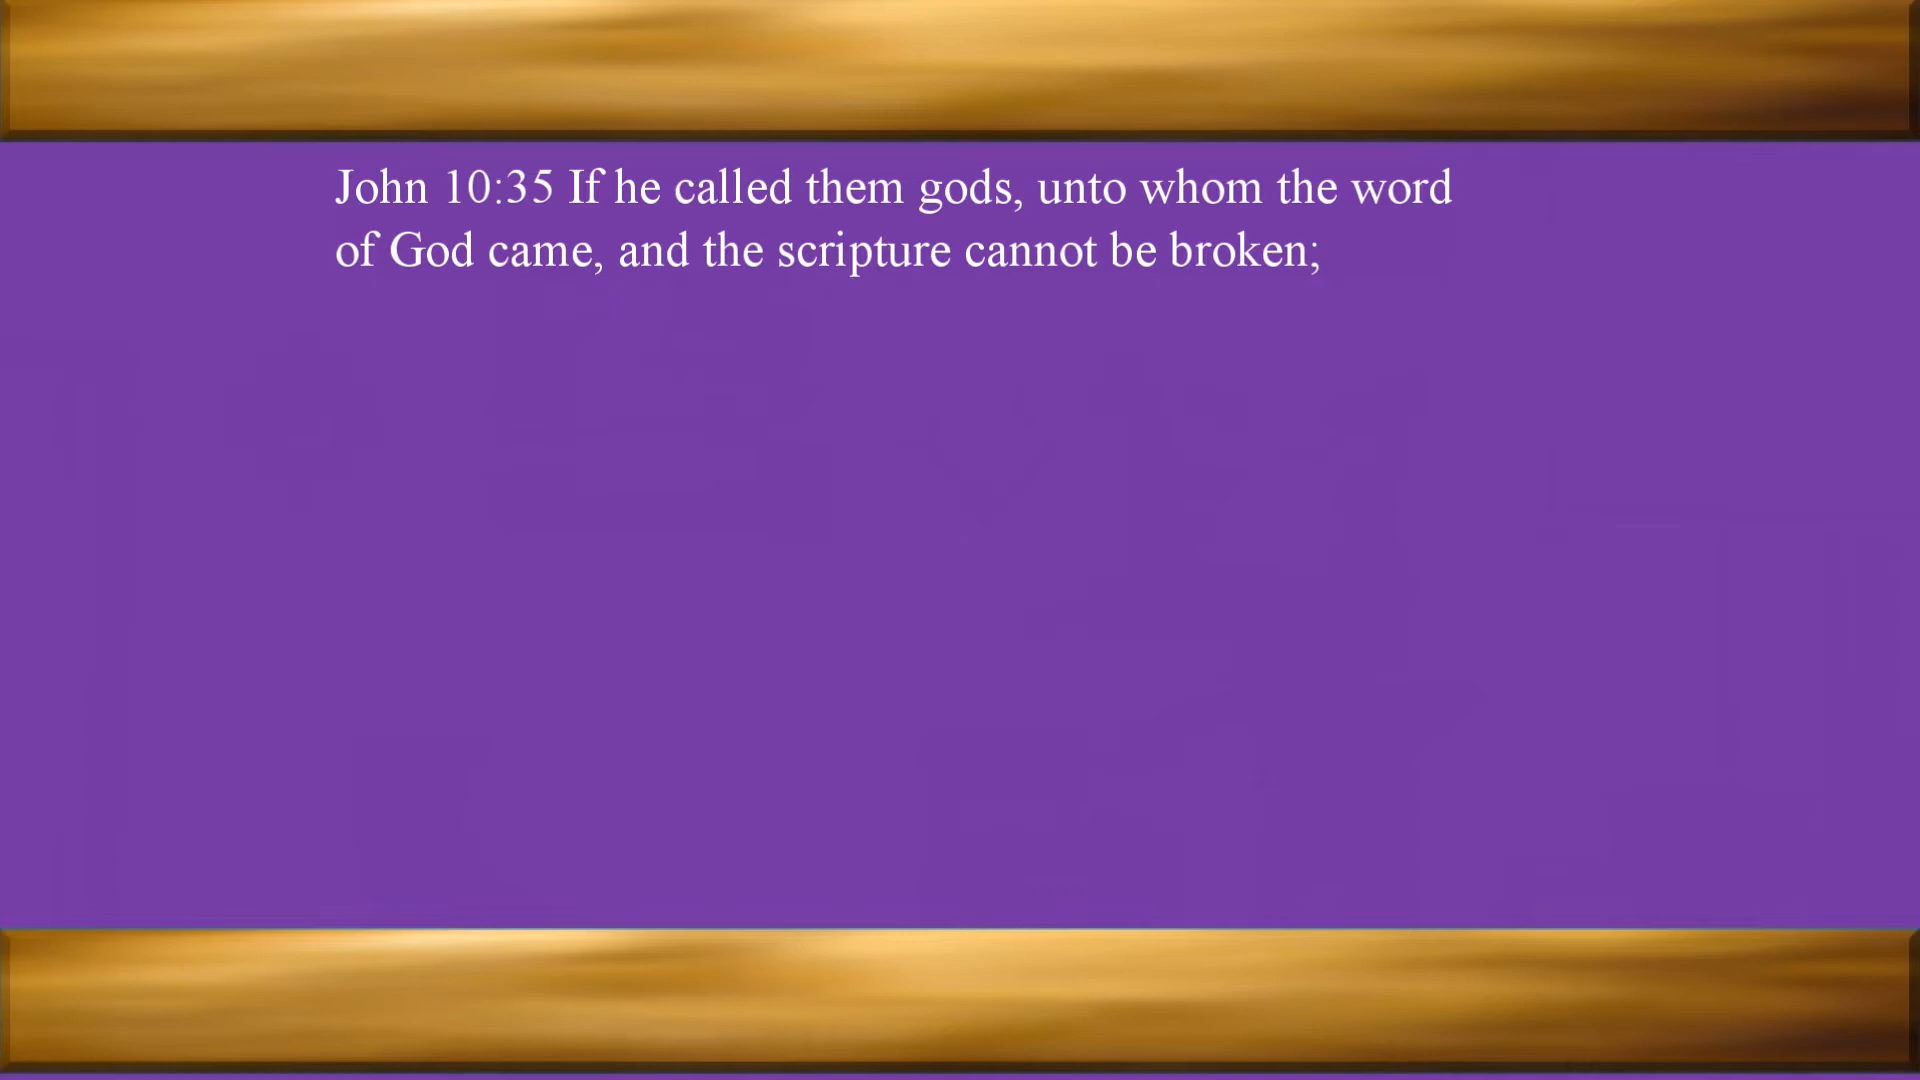 John 10:35 If he called them gods, unto whom the word
of God came, and the scripture cannot be broken;